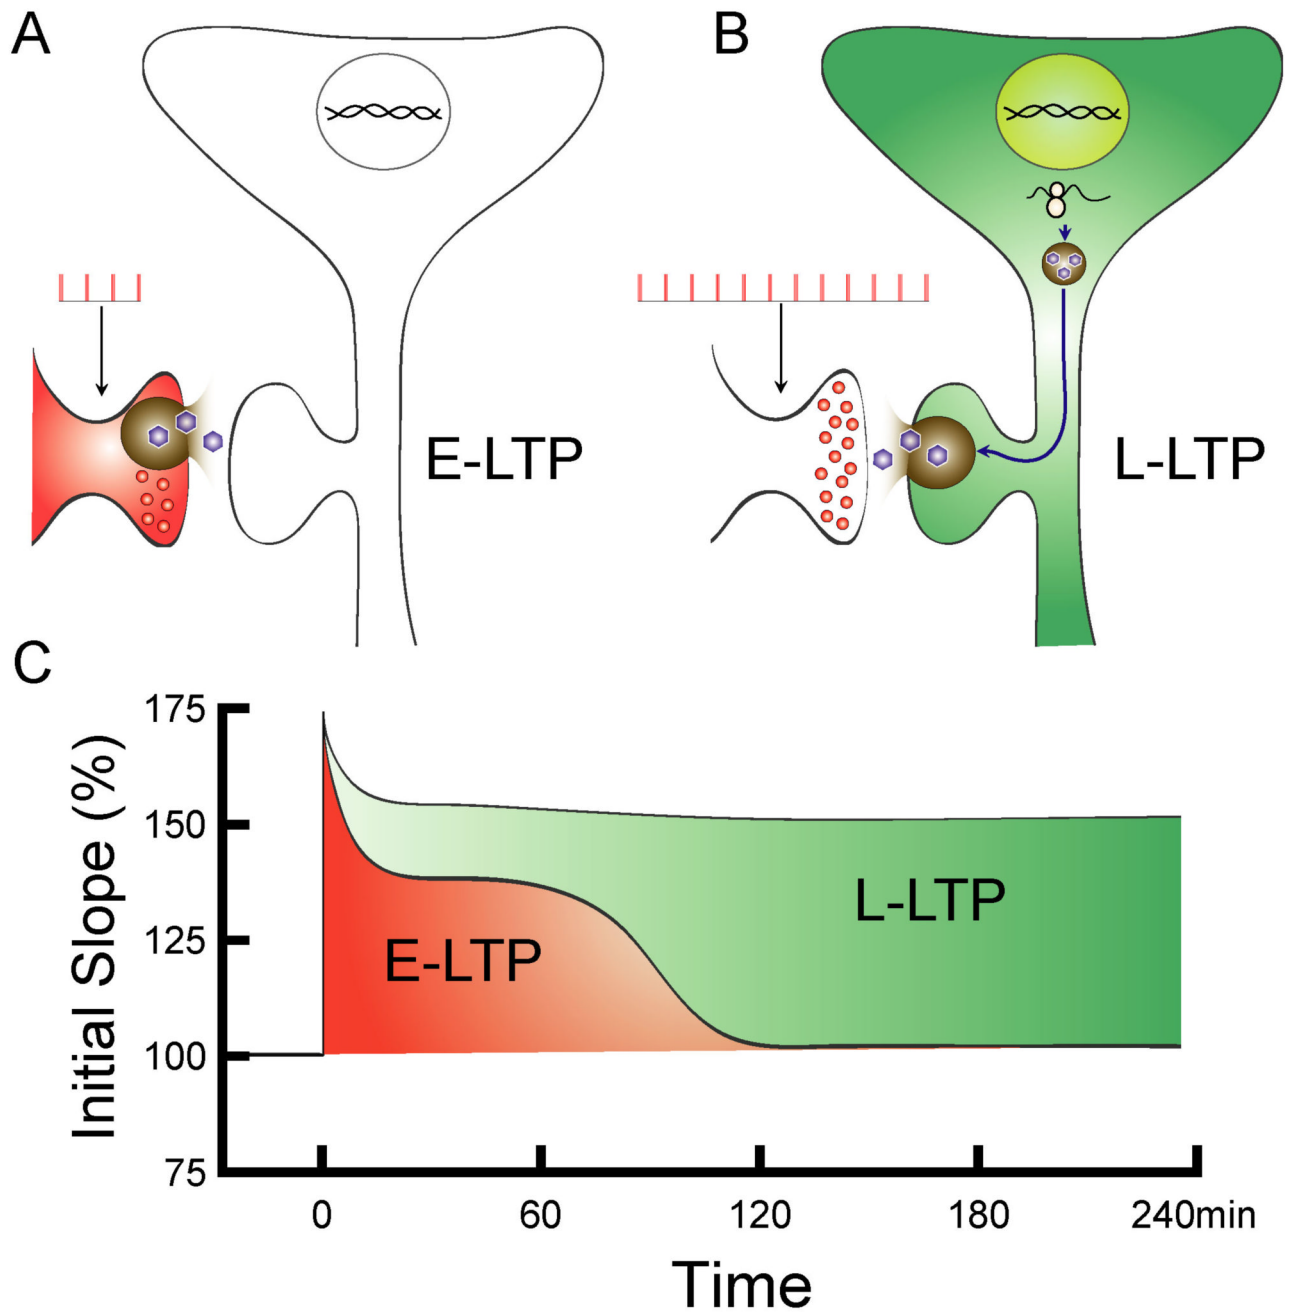 A
B
E-LTP
L-LTP
C
175
150
125
100
75
Initial Slope (%)
L-LTP
E-LTP
0
60
120
180
240min
Time